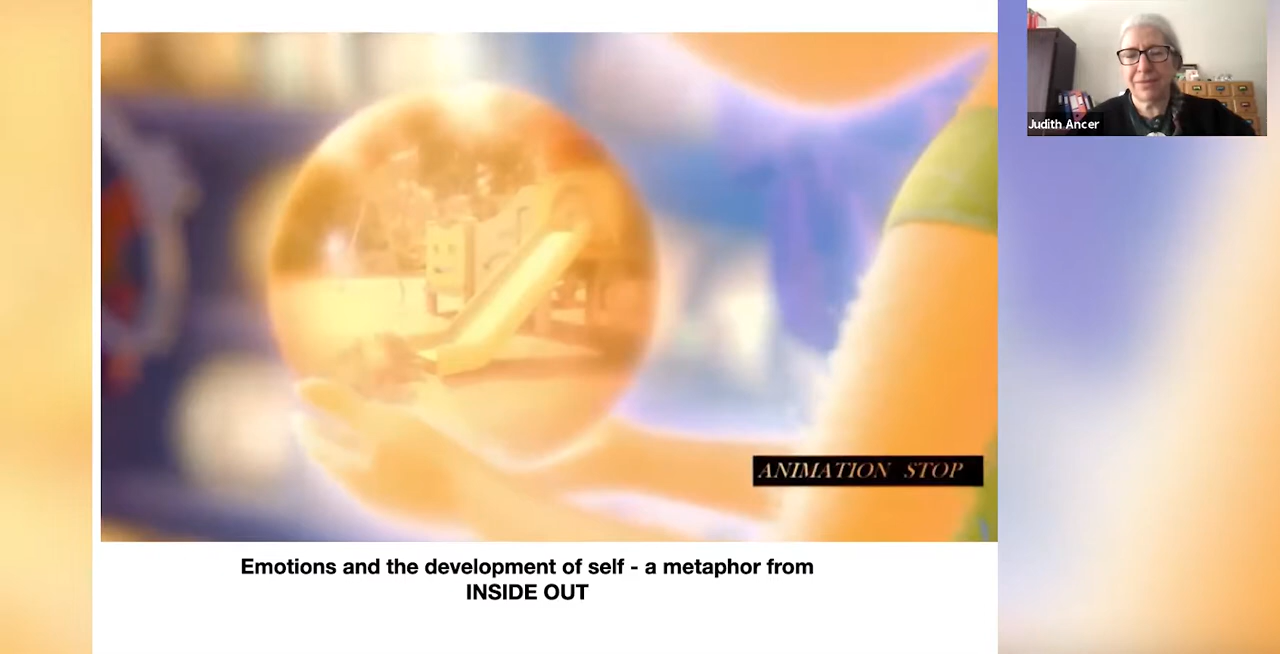 Judith Ancer
ANIMATION STOP
Emotions and the development of self - a metaphor from
INSIDE OUT